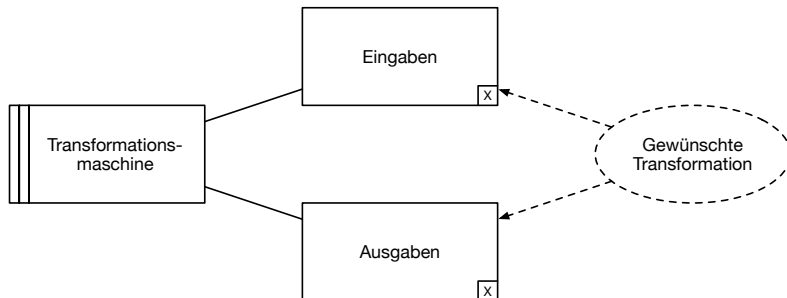 Eingaben
X
Transformations-
maschine
Gewünschte
Transformation
Ausgaben
X